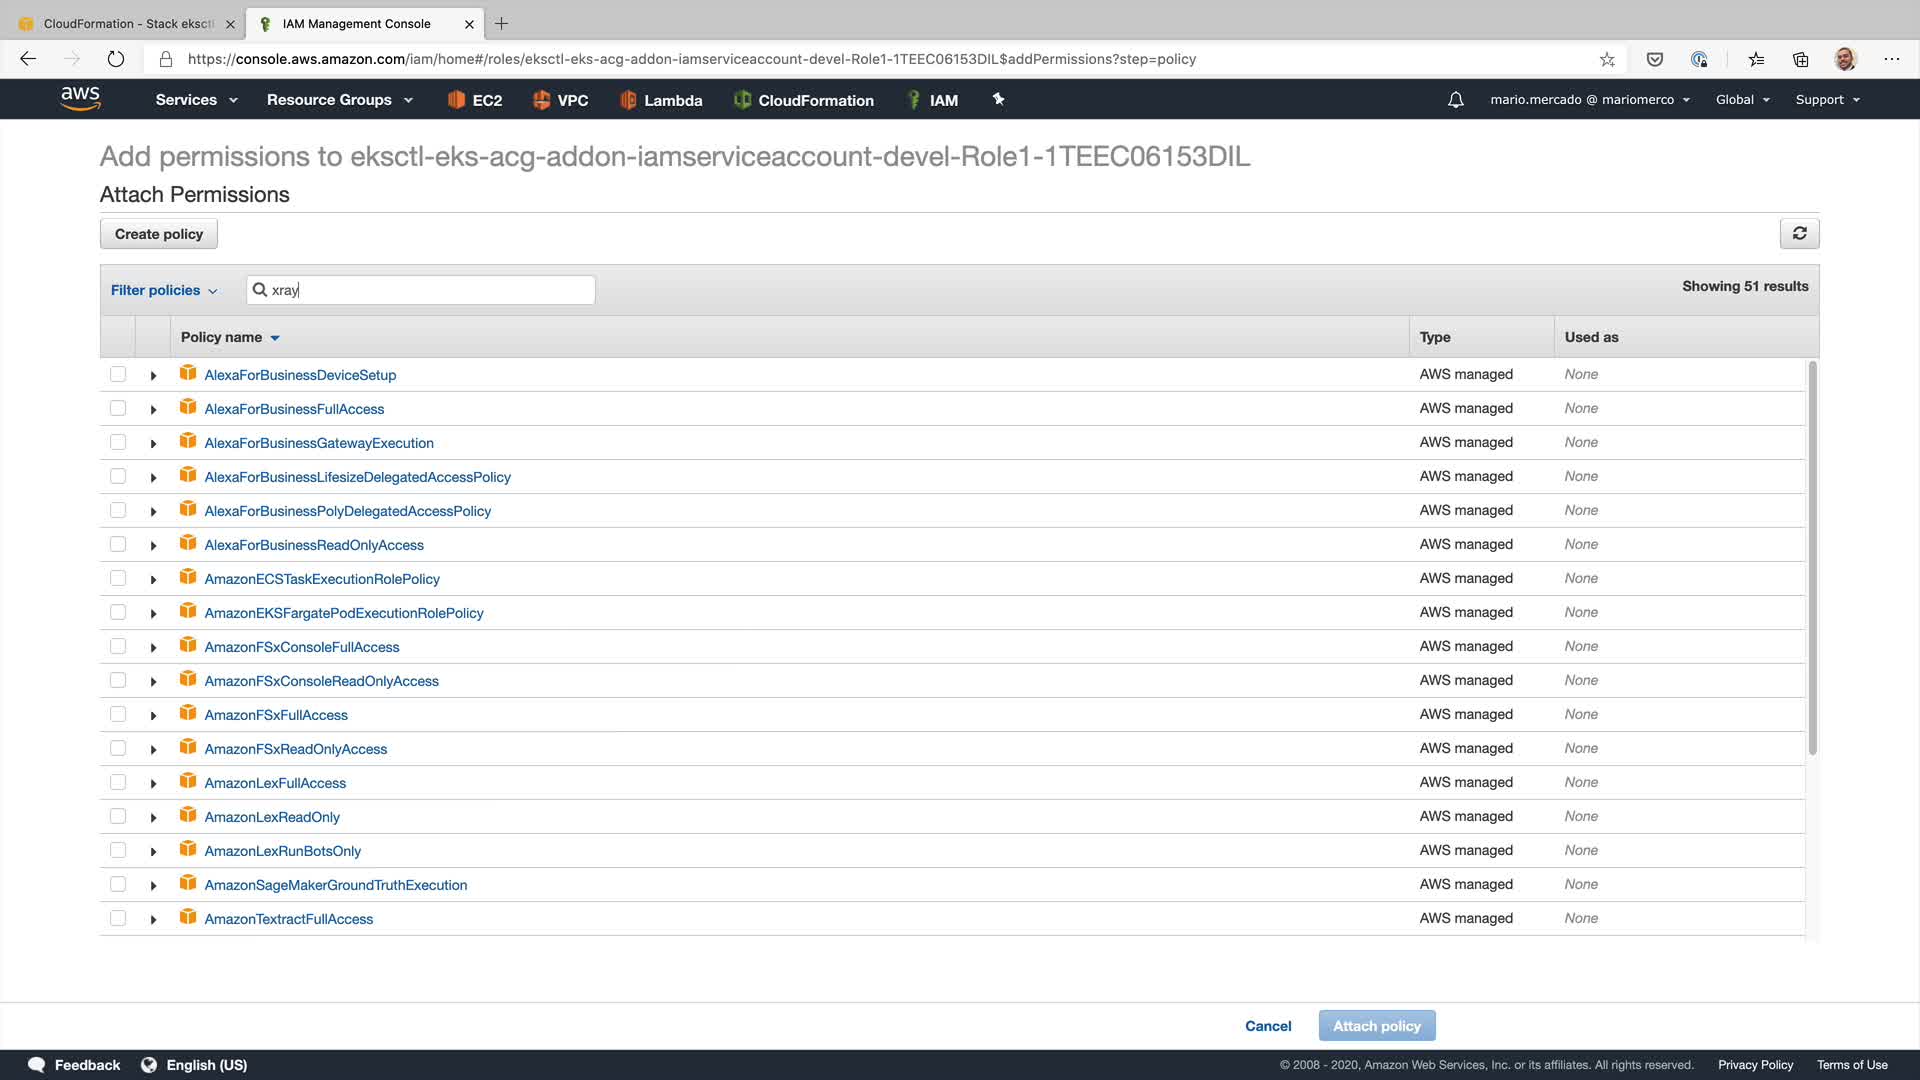 CloudFormation - Stack eksctl
IAM Management Console
https://console.aws.amazon.com/iam/home#/roles/eksctl-eks-acg-addon-iamserviceaccount-devel-Role1-1TEEC06153DIL$addPermissions?step=policy
aws
Services
Resource Groups
EC2
VPC
Lambda
CloudFormation
IAM
mario.mercado @ mariomerco
Global
Support
Add permissions to eksctl-eks-acg-addon-iamserviceaccount-devel-Role1-1TEEC06153DIL
Attach Permissions
Create policy
Filter policies
xray
Showing 51 results
Policy name Type Used as
AlexaForBusinessDeviceSetup AWS managed None
AlexaForBusinessFullAccess AWS managed None
AlexaForBusinessGatewayExecution AWS managed None
AlexaForBusinessLifesizeDelegatedAccessPolicy AWS managed None
AlexaForBusinessPolyDelegatedAccessPolicy AWS managed None
AlexaForBusinessReadOnlyAccess AWS managed None
AmazonECSTaskExecutionRolePolicy AWS managed None
AmazonEKSFargatePodExecutionRolePolicy AWS managed None
AmazonFSxConsoleFullAccess AWS managed None
AmazonFSxConsoleReadOnlyAccess AWS managed None
AmazonFSxFullAccess AWS managed None
AmazonFSxReadOnlyAccess AWS managed None
AmazonLexFullAccess AWS managed None
AmazonLexReadOnly AWS managed None
AmazonLexRunBotsOnly AWS managed None
AmazonSageMakerGroundTruthExecution AWS managed None
AmazonTextractFullAccess AWS managed None
Cancel
Attach policy
Feedback
English (US)
© 2008 - 2020, Amazon Web Services, Inc. or its affiliates. All rights reserved.
Privacy Policy
Terms of Use